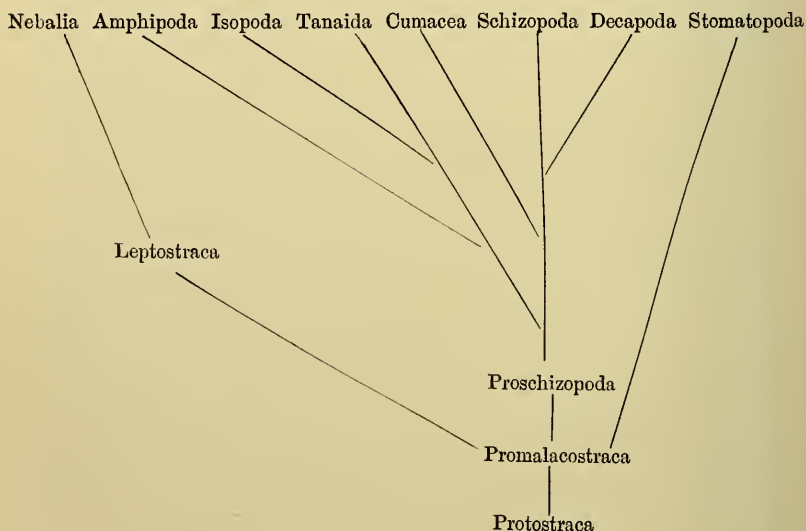 Nebalia Amphipoda Isopoda Tanaida Cumacea Schizopoda Decapoda Stomatopoda
Leptostraca
Proschizopoda
Promalacostraca
Protostraca